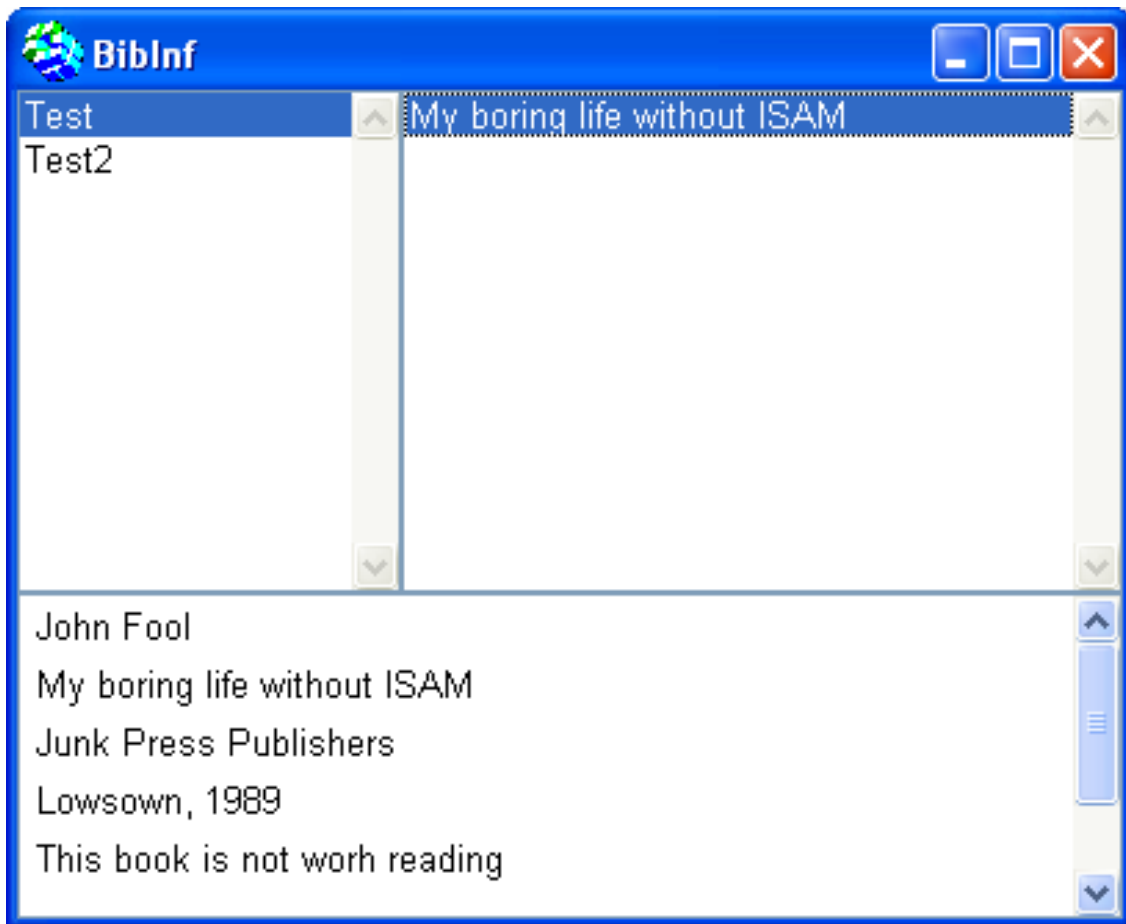 BibInf
Test
Test2
My boring life without ISAM
John Fool
My boring life without ISAM
Junk Press Publishers
Lowsown, 1989
This book is not worh reading